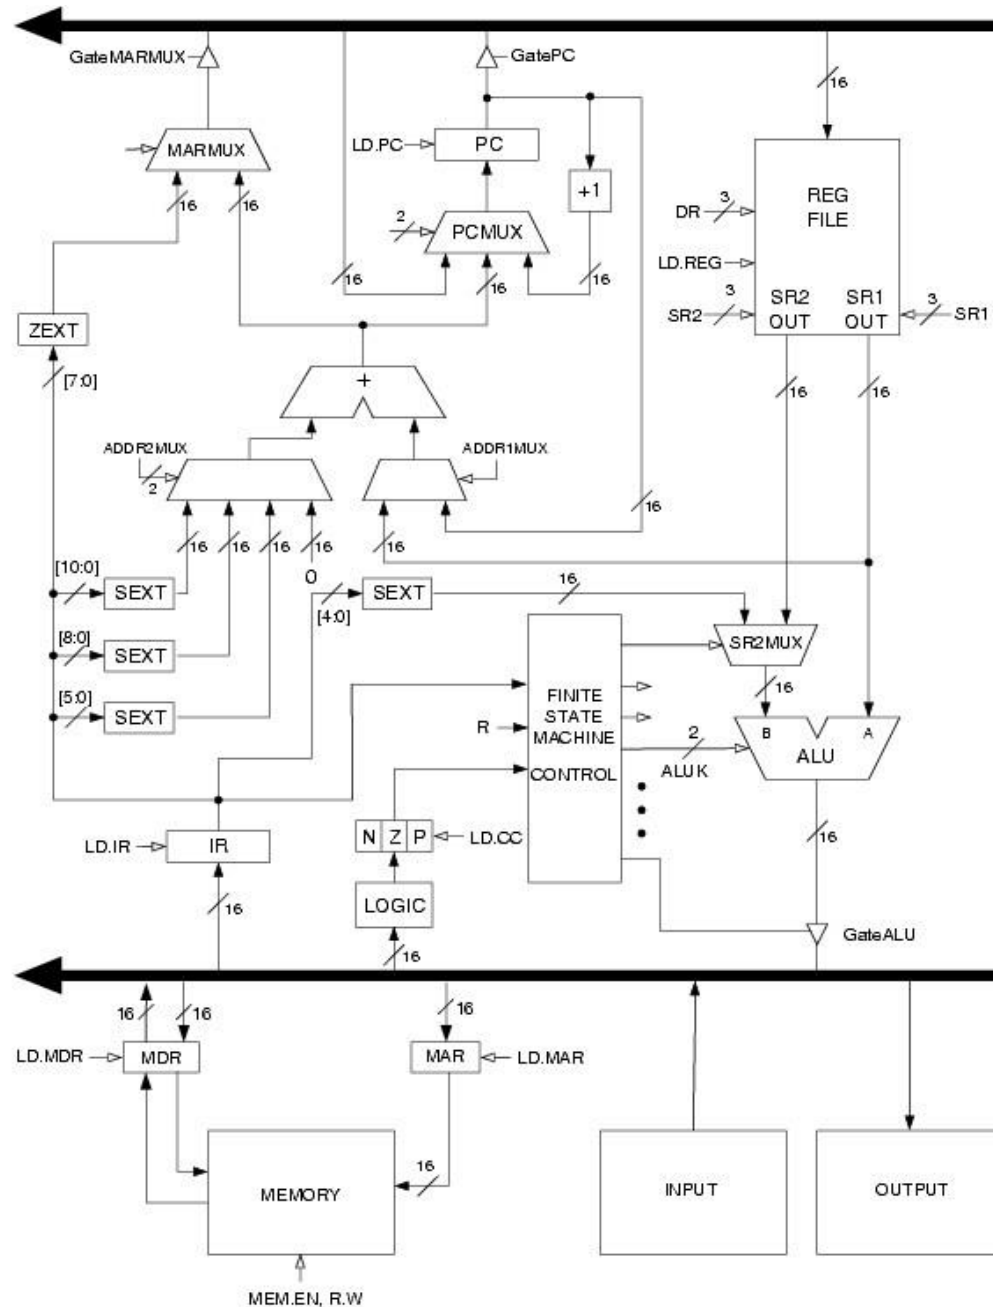 GateMARMUX
GatePC
16
LD.PC
PC
MARMUX
+1
REG
FILE
DR
3
16
16
2
PCMUX
LD.REG
16
16
16
SR2
3
SR2
OUT
SR1
OUT
3
SR1
ZEXT
[7:0]
+
16
16
ADDR2MUX
2
ADDR1MUX
16
16
16
16
16
16
0
[10:0]
SEXT
[4:0]
SEXT
16
[8:0]
SEXT
SR2MUX
[5:0]
SEXT
16
FINITE
STATE
MACHINE
CONTROL
R
2
ALUK
B
A
ALU
N Z P
LD.CC
16
LD.IR
IR
LOGIC
16
16
GateALU
16
16
16
LD.MDR
MDR
MAR
LD.MAR
16
MEMORY
INPUT
OUTPUT
MEM.EN, R.W